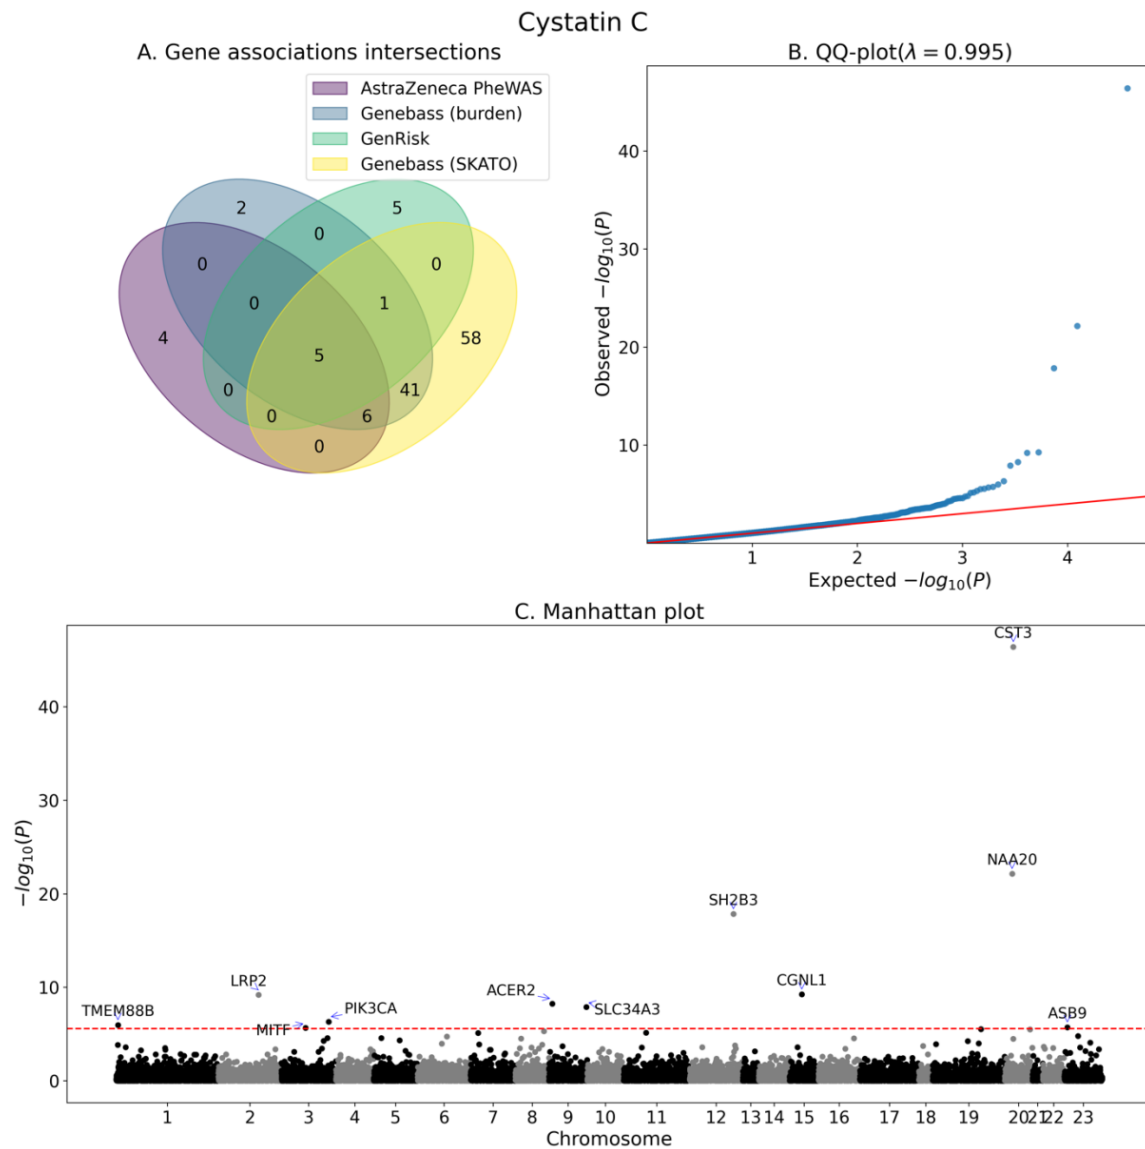 Cystatin C
A. Gene associations intersections
AstraZeneca PheWAS
Genebass (burden)
GenRisk
Genebass (SKATO)
2
5
0
0
0
4
0
1
58
5
0
41
0
6
0
B. QQ-plot(λ = 0.995)
Observed −log10(P)
40
30
20
10
1
2
3
4
Expected −log10(P)
C. Manhattan plot
−log10(P)
40
30
20
10
0
CST3
NAA20
SH2B3
LRP2
ACER2
CGNL1
TMEM88B
MITF
PIK3CA
SLC34A3
ASB9
1
2
3
4
5
6
7
8
9
10
11
12
13
14
15
16
17
18
19
20
21
22
23
Chromosome